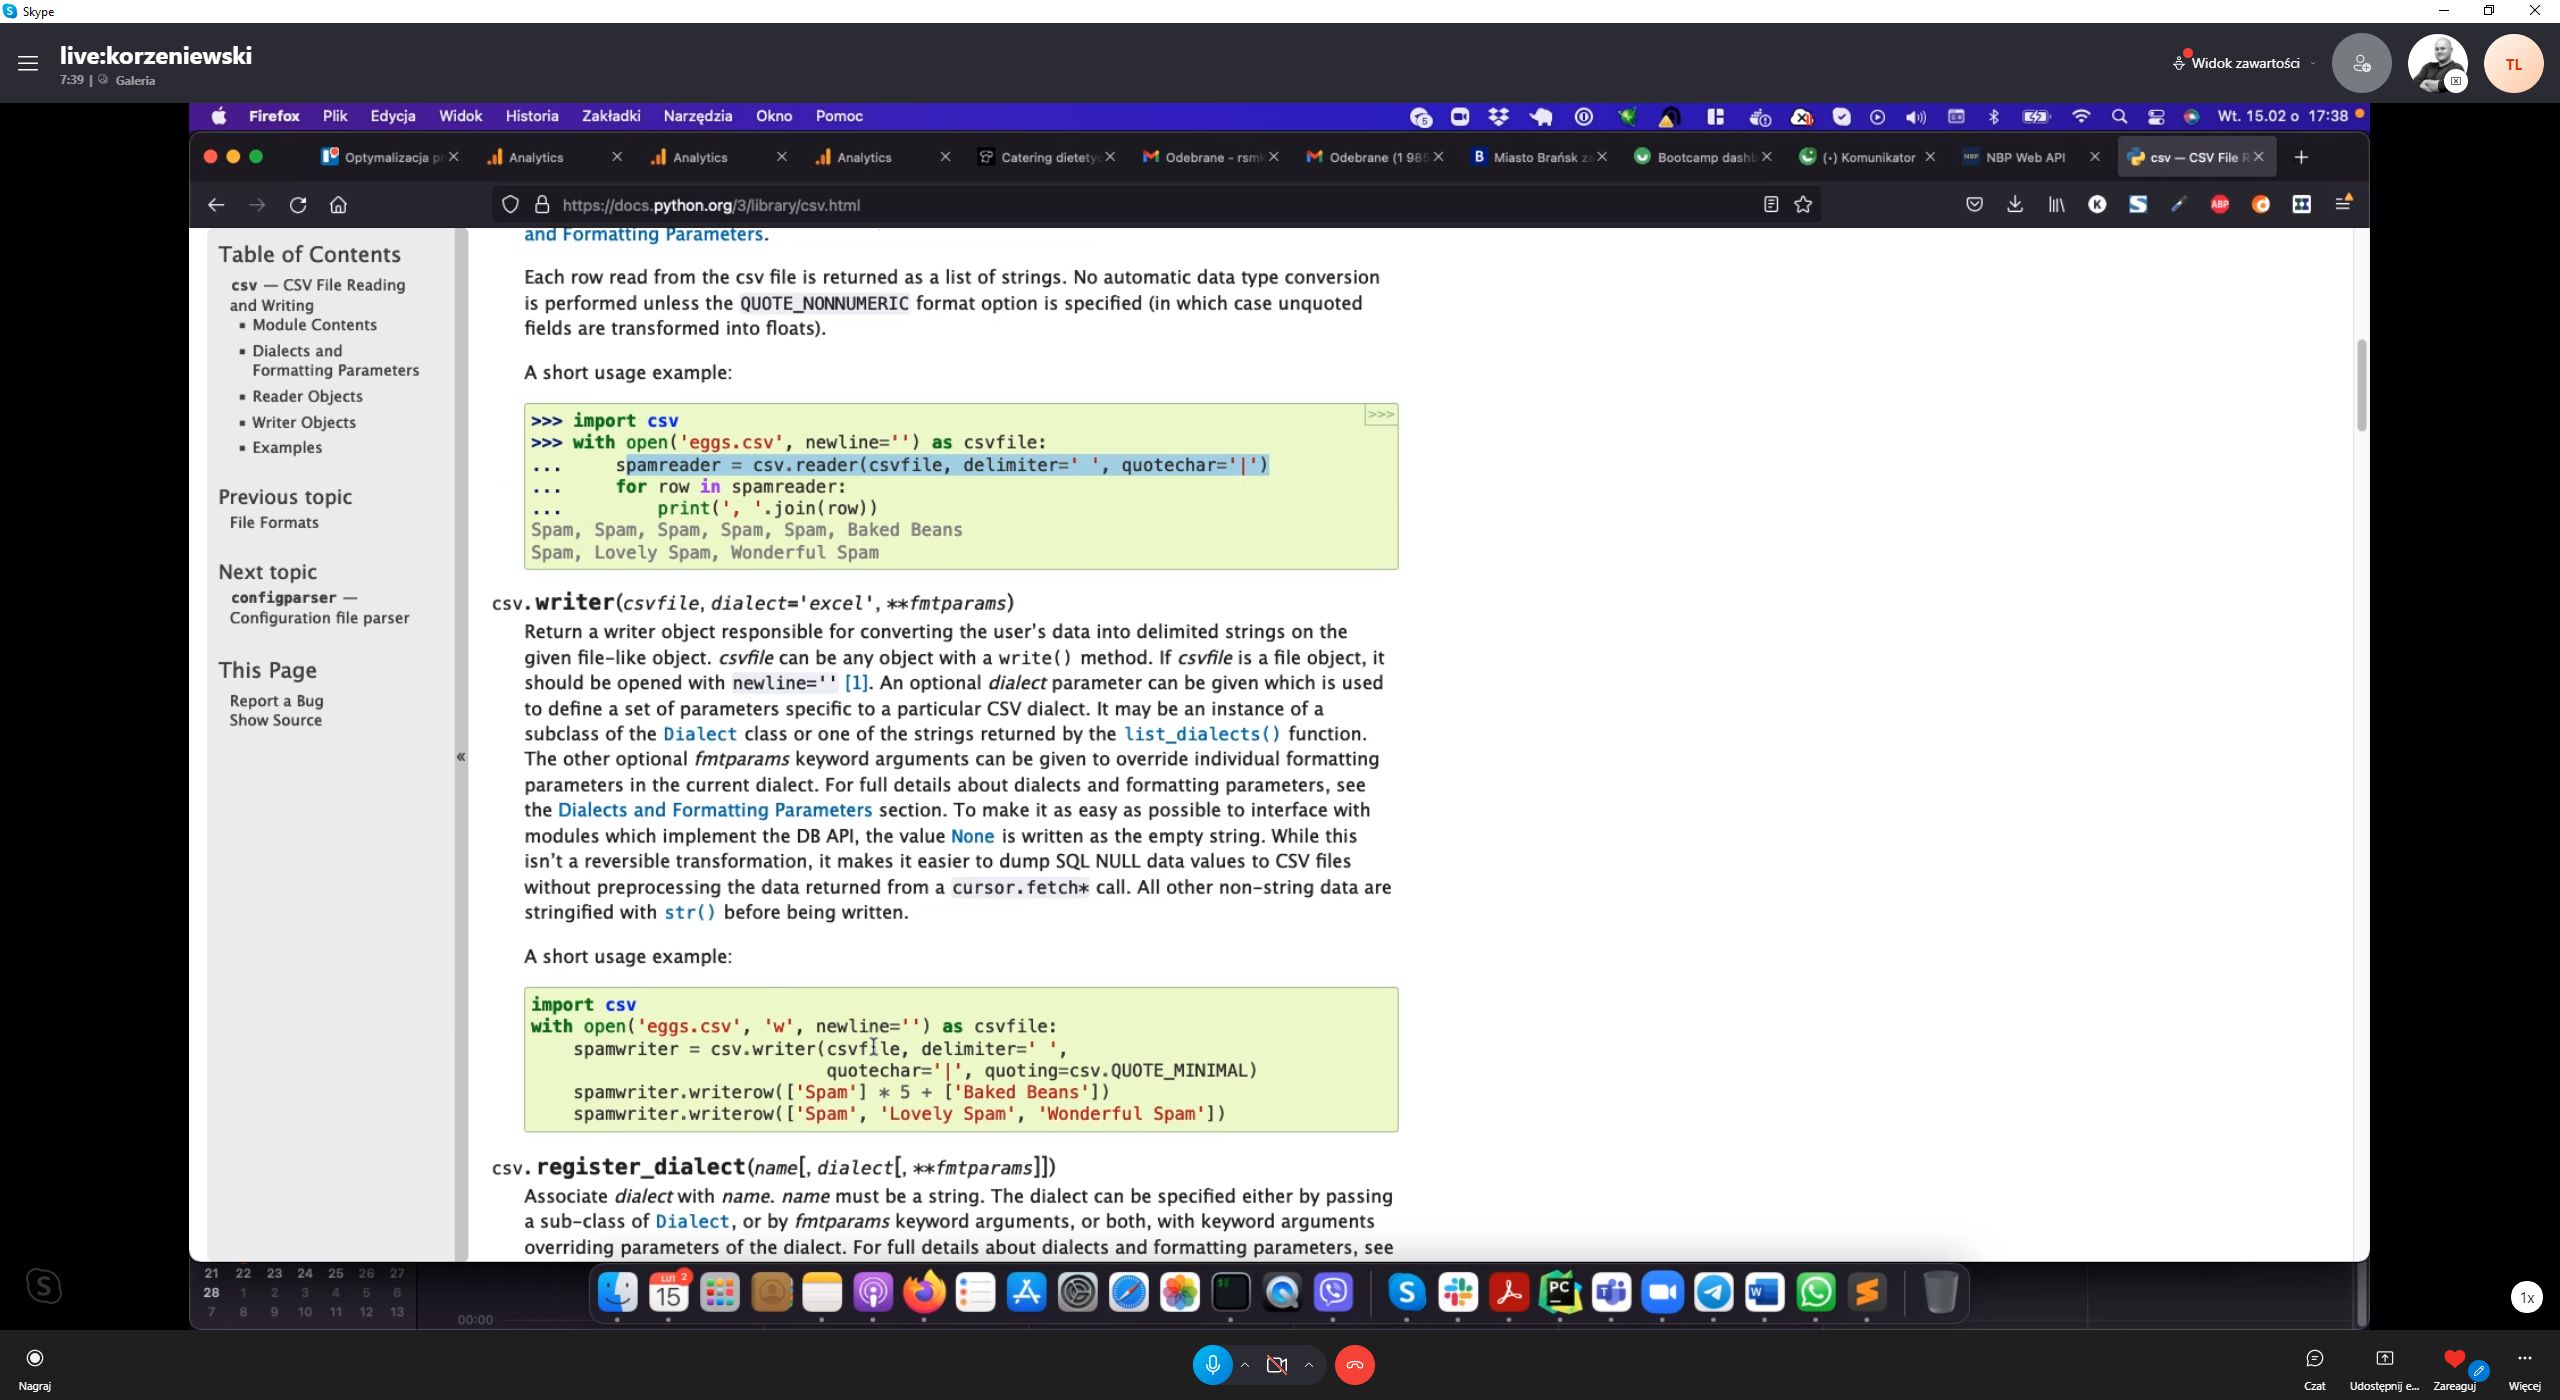 Skype
live:korzeniewski
7:39 | Galeria
Widok zawartości
TL
Firefox Plik Edycja Widok Historia Zakładki Narzędzia Okno Pomoc
Wt. 15.02 o 17:38
Optymalizacja pr
Analytics
Analytics
Analytics
Catering dietety
Odebrane - rsm
Odebrane (1 985
Miasto Brańsk
Bootcamp dashb
(·) Komunikator
NBP Web API
csv — CSV File R
https://docs.python.org/3/library/csv.html
ABP
Table of Contents
csv — CSV File Reading
and Writing
Module Contents
Dialects and
Formatting Parameters
Reader Objects
Writer Objects
Examples
Previous topic
File Formats
Next topic
configparser —
Configuration file parser
This Page
Report a Bug
Show Source
«
and Formatting Parameters.
Each row read from the csv file is returned as a list of strings. No automatic data type conversion
is performed unless the QUOTE_NONNUMERIC format option is specified (in which case unquoted
fields are transformed into floats).
A short usage example:
>>>
>>> import csv
>>> with open('eggs.csv', newline='') as csvfile:
...     spamreader = csv.reader(csvfile, delimiter=' ', quotechar='|')
...     for row in spamreader:
...         print(', '.join(row))
Spam, Spam, Spam, Spam, Spam, Baked Beans
Spam, Lovely Spam, Wonderful Spam
csv.writer(csvfile, dialect='excel', **fmtparams)
Return a writer object responsible for converting the user's data into delimited strings on the
given file-like object. csvfile can be any object with a write() method. If csvfile is a file object, it
should be opened with newline='' [1]. An optional dialect parameter can be given which is used
to define a set of parameters specific to a particular CSV dialect. It may be an instance of a
subclass of the Dialect class or one of the strings returned by the list_dialects() function.
The other optional fmtparams keyword arguments can be given to override individual formatting
parameters in the current dialect. For full details about dialects and formatting parameters, see
the Dialects and Formatting Parameters section. To make it as easy as possible to interface with
modules which implement the DB API, the value None is written as the empty string. While this
isn't a reversible transformation, it makes it easier to dump SQL NULL data values to CSV files
without preprocessing the data returned from a cursor.fetch* call. All other non-string data are
stringified with str() before being written.
A short usage example:
import csv
with open('eggs.csv', 'w', newline='') as csvfile:
    spamwriter = csv.writer(csvfile, delimiter=' ',
                            quotechar='|', quoting=csv.QUOTE_MINIMAL)
    spamwriter.writerow(['Spam'] * 5 + ['Baked Beans'])
    spamwriter.writerow(['Spam', 'Lovely Spam', 'Wonderful Spam'])
csv.register_dialect(name[, dialect[, **fmtparams]])
Associate dialect with name. name must be a string. The dialect can be specified either by passing
a sub-class of Dialect, or by fmtparams keyword arguments, or both, with keyword arguments
overriding parameters of the dialect. For full details about dialects and formatting parameters, see
21 22 23 24 25 26 27
28 1 2 3 4 5 6
7 8 9 10 11 12 13
00:00
LUT 2
15
PC
1x
Nagraj
Czat
Udostępnij e...
Zareaguj
Więcej